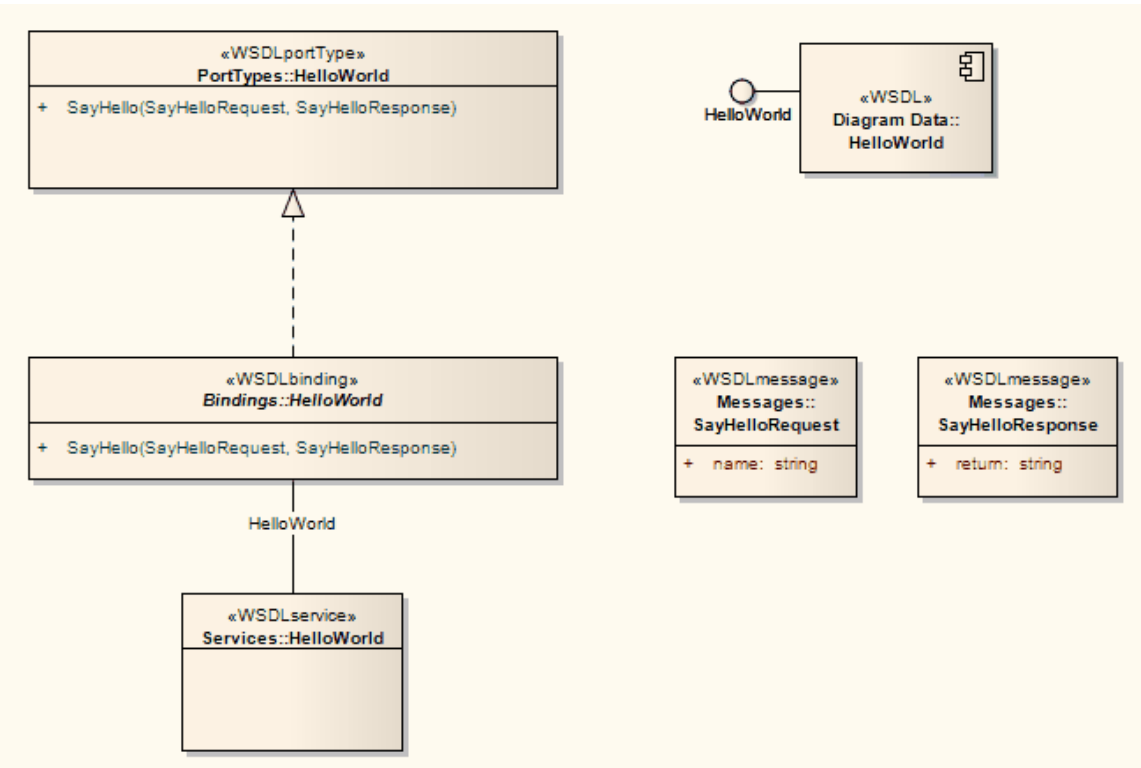 «WSDLportType»
PortTypes::HelloWorld
+ SayHello(SayHelloRequest, SayHelloResponse)
HelloWorld
«WSDL»
Diagram Data::
HelloWorld
«WSDLbinding»
Bindings::HelloWorld
+ SayHello(SayHelloRequest, SayHelloResponse)
«WSDLmessage»
Messages::
SayHelloRequest
+ name: string
«WSDLmessage»
Messages::
SayHelloResponse
+ return: string
HelloWorld
«WSDLservice»
Services::HelloWorld